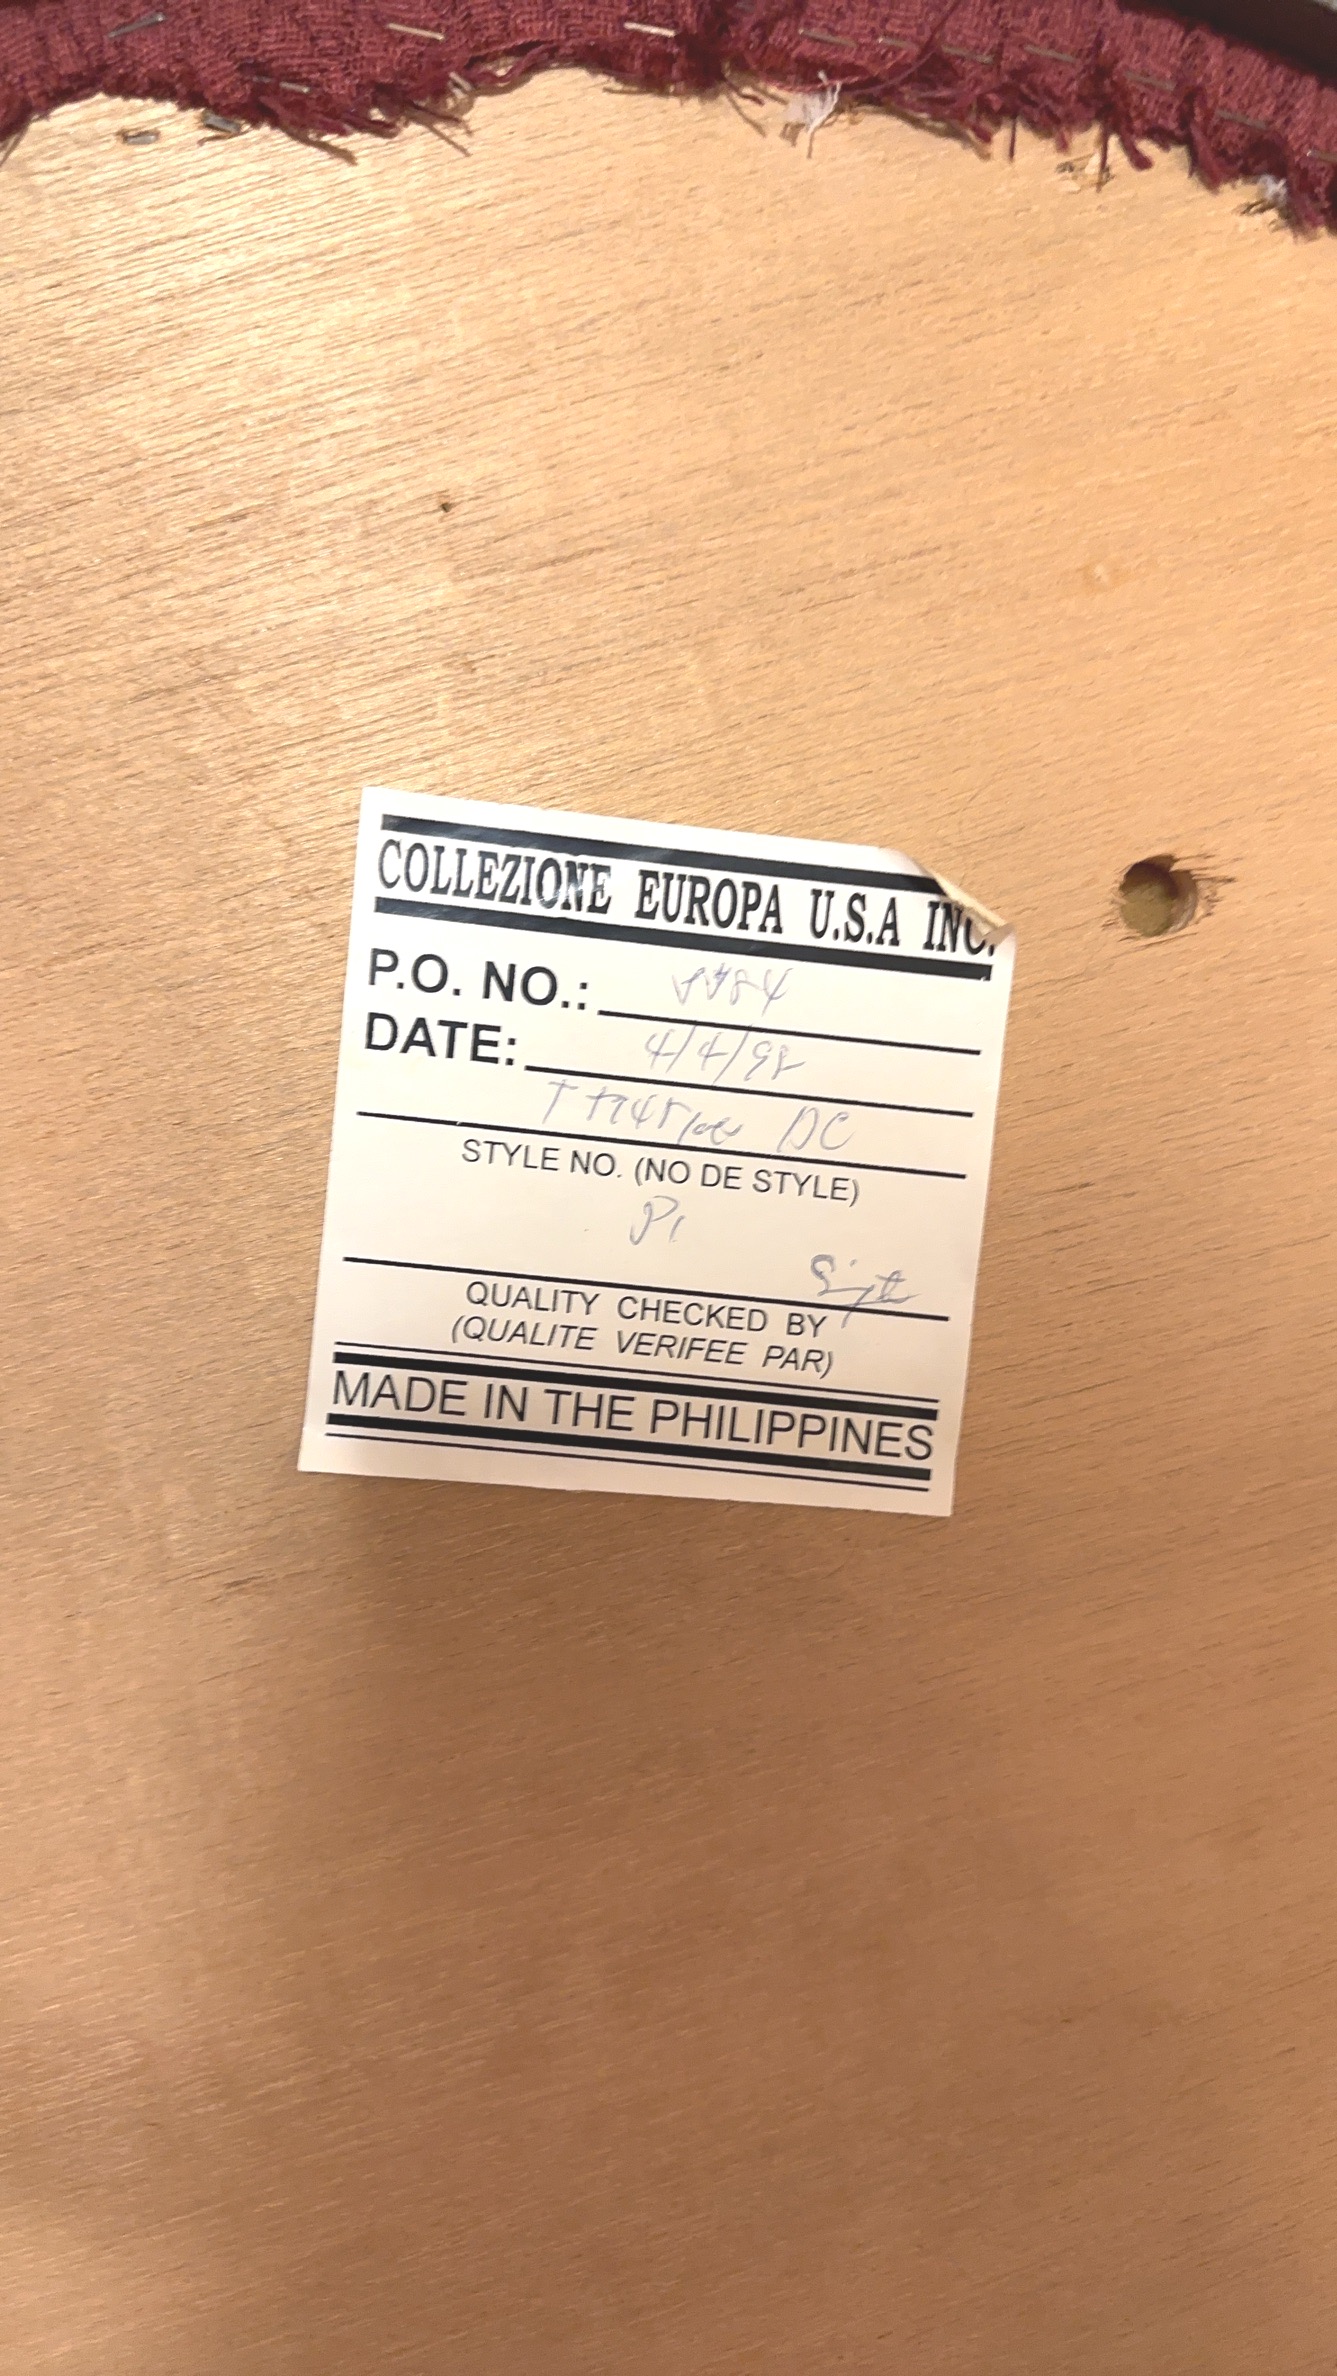 COLLEZIONE EUROPA U.S.A INC.
P.O. NO.:
DATE: 4/4/98
DC
STYLE NO. (NO DE STYLE)
QUALITY CHECKED BY
(QUALITE VERIFEE PAR)
MADE IN THE PHILIPPINES